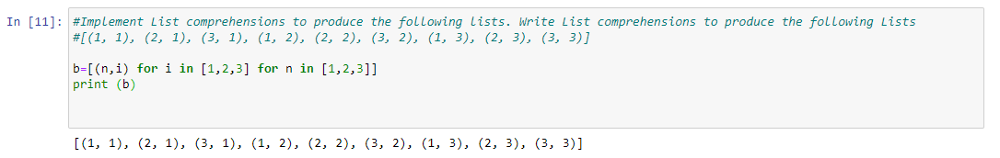 In [11]: #Implement List comprehensions to produce the following lists. Write List comprehensions to produce the following Lists
#[(1, 1), (2, 1), (3, 1), (1, 2), (2, 2), (3, 2), (1, 3), (2, 3), (3, 3)]
b=[(n,i) for i in [1,2,3] for n in [1,2,3]]
print (b)
[(1, 1), (2, 1), (3, 1), (1, 2), (2, 2), (3, 2), (1, 3), (2, 3), (3, 3)]